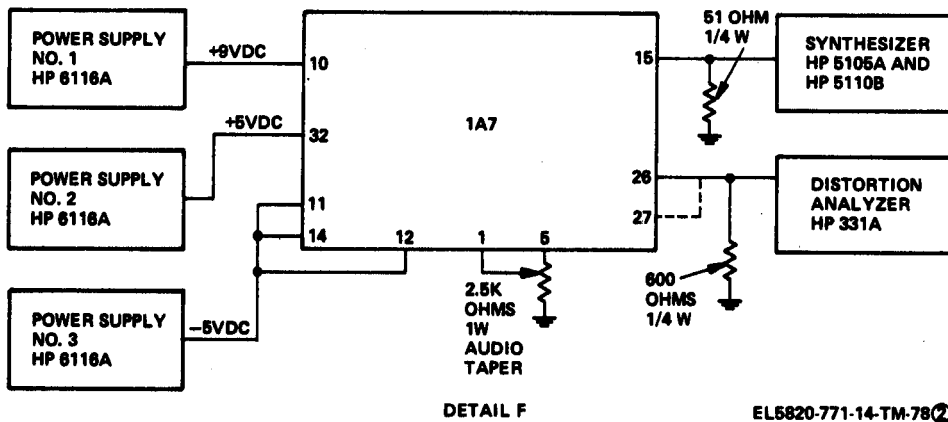 POWER SUPPLY
NO. 1
HP 6116A
+9VDC
10
POWER SUPPLY
NO. 2
HP 6116A
+5VDC
32
POWER SUPPLY
NO. 3
HP 6116A
-5VDC
11
14
12
1
5
1A7
15
26
27
2.5K
OHMS
1W
AUDIO
TAPER
51 OHM
1/4 W
SYNTHESIZER
HP 5105A AND
HP 5110B
DISTORTION
ANALYZER
HP 331A
600
OHMS
1/4 W
DETAIL F
EL5820-771-14-TM-78②